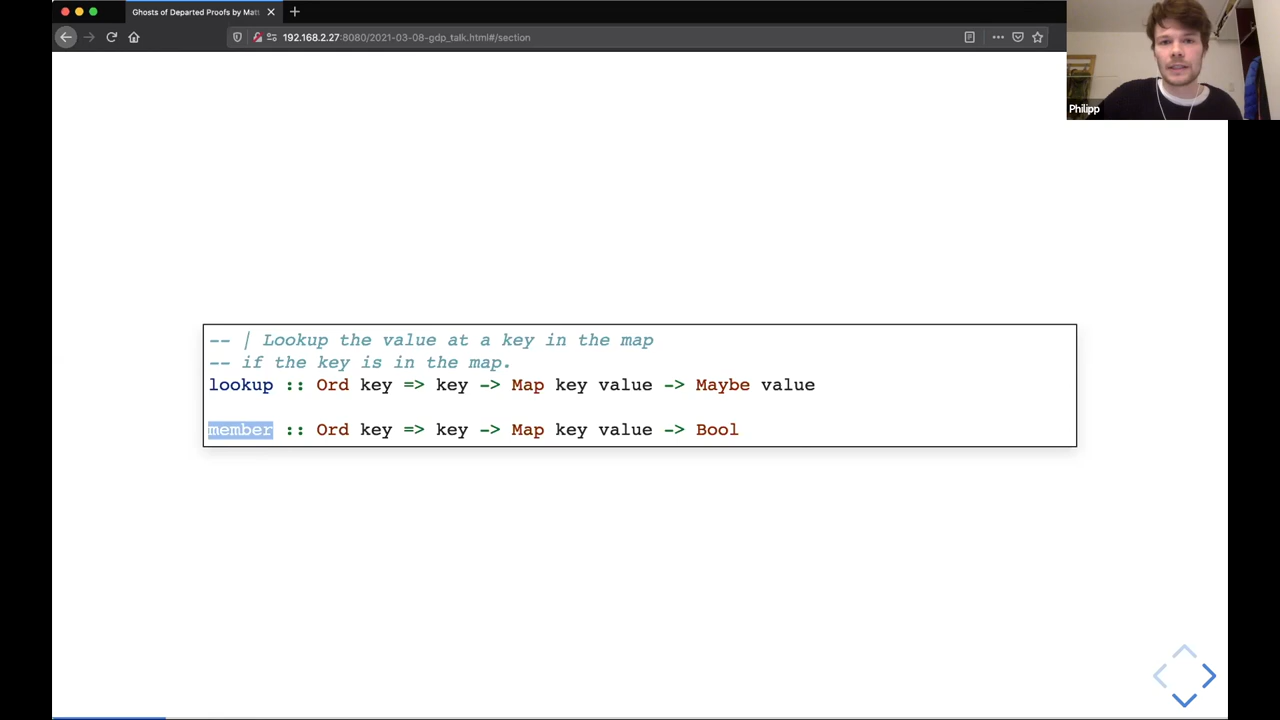 Ghosts of Departed Proofs by Mat
192.168.2.27:8080/2021-03-08-gdp_talk.html#/section
Philipp
-- | Lookup the value at a key in the map
-- if the key is in the map.
lookup :: Ord key => key -> Map key value -> Maybe value
member :: Ord key => key -> Map key value -> Bool